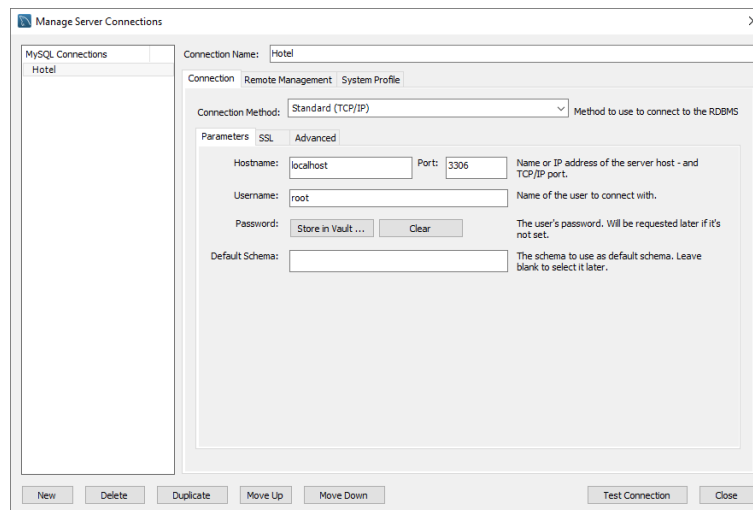 Manage Server Connections
MySQL Connections
Hotel
Connection Name: Hotel
Connection Remote Management System Profile
Connection Method: Standard (TCP/IP) Method to use to connect to the RDBMS
Parameters SSL Advanced
Hostname: localhost Port: 3306 Name or IP address of the server host - and
TCP/IP port.
Username: root Name of the user to connect with.
Password: Store in Vault ... Clear The user's password. Will be requested later if it's
not set.
Default Schema: The schema to use as default schema. Leave
blank to select it later.
New Delete Duplicate Move Up Move Down Test Connection Close